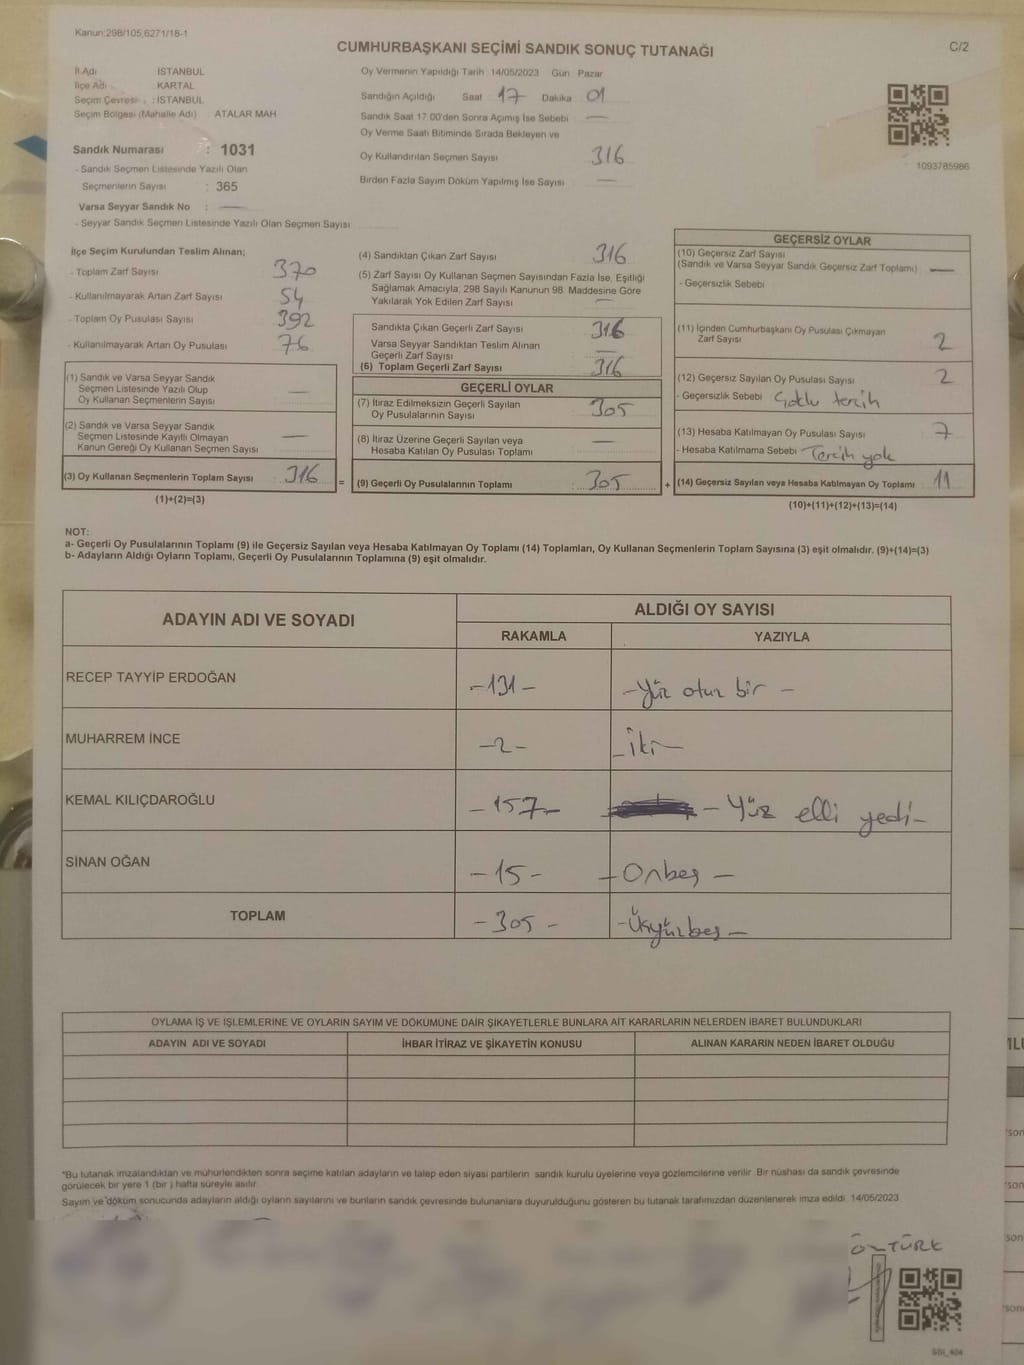 Kanun:298/105,6271/18-1
CUMHURBAŞKANI SEÇİMİ SANDIK SONUÇ TUTANAĞI
C/2
İl Adı : İSTANBUL
İlçe Adı : KARTAL
Seçim Çevresi : İSTANBUL
Seçim Bölgesi (Mahalle Adı) ATALAR MAH
Sandık Numarası : 1031
- Sandık Seçmen Listesinde Yazılı Olan
Seçmenlerin Sayısı : 365
Varsa Seyyar Sandık No : —
- Seyyar Sandık Seçmen Listesinde Yazılı Olan Seçmen Sayısı
Oy Vermenin Yapıldığı Tarih 14/05/2023 Gün Pazar
Sandığın Açıldığı Saat 17 Dakika 01
Sandık Saat 17.00'den Sonra Açımış İse Sebebi —
Oy Verme Saati Bitiminde Sırada Bekleyen ve
Oy Kullandırılan Seçmen Sayısı 316
Birden Fazla Sayım Döküm Yapılmış İse Sayısı —
1093785986
İlçe Seçim Kurulundan Teslim Alınan;
- Toplam Zarf Sayısı 370
- Kullanılmayarak Artan Zarf Sayısı 54
- Toplam Oy Pusulası Sayısı 392
- Kullanılmayarak Artan Oy Pusulası 76
(1) Sandık ve Varsa Seyyar Sandık
Seçmen Listesinde Yazılı Olup
Oy Kullanan Seçmenlerin Sayısı —
(2) Sandık ve Varsa Seyyar Sandık
Seçmen Listesinde Kayıtlı Olmayan
Kanun Gereği Oy Kullanan Seçmen Sayısı —
(3) Oy Kullanan Seçmenlerin Toplam Sayısı 316
(1)+(2)=(3)
(4) Sandıktan Çıkan Zarf Sayısı 316
(5) Zarf Sayısı Oy Kullanan Seçmen Sayısından Fazla İse, Eşitliği
Sağlamak Amacıyla, 298 Sayılı Kanunun 98. Maddesine Göre
Yakılarak Yok Edilen Zarf Sayısı —
Sandıkta Çıkan Geçerli Zarf Sayısı 316
Varsa Seyyar Sandıktan Teslim Alınan
Geçerli Zarf Sayısı —
(6) Toplam Geçerli Zarf Sayısı 316
GEÇERLİ OYLAR
(7) İtiraz Edilmeksizin Geçerli Sayılan
Oy Pusulalarının Sayısı 305
(8) İtiraz Üzerine Geçerli Sayılan veya
Hesaba Katılan Oy Pusulası Toplamı —
= (9) Geçerli Oy Pusulalarının Toplamı 305 +
GEÇERSİZ OYLAR
(10) Geçersiz Zarf Sayısı
(Sandık ve Varsa Seyyar Sandık Geçersiz Zarf Toplamı) —
- Geçersizlik Sebebi
(11) İçinden Cumhurbaşkanı Oy Pusulası Çıkmayan
Zarf Sayısı 2
(12) Geçersiz Sayılan Oy Pusulası Sayısı 2
- Geçersizlik Sebebi Çoklu tercih
(13) Hesaba Katılmayan Oy Pusulası Sayısı 7
- Hesaba Katılmama Sebebi Tercih yok
(14) Geçersiz Sayılan veya Hesaba Katılmayan Oy Toplamı 11
(10)+(11)+(12)+(13)=(14)
NOT:
a- Geçerli Oy Pusulalarının Toplamı (9) ile Geçersiz Sayılan veya Hesaba Katılmayan Oy Toplamı (14) Toplamları, Oy Kullanan Seçmenlerin Toplam Sayısına (3) eşit olmalıdır. (9)+(14)=(3)
b- Adayların Aldığı Oyların Toplamı, Geçerli Oy Pusulalarının Toplamına (9) eşit olmalıdır.
ADAYIN ADI VE SOYADI
ALDIĞI OY SAYISI
RAKAMLA YAZIYLA
RECEP TAYYİP ERDOĞAN -131- -Yüz otuz bir-
MUHARREM İNCE -2- -iki-
KEMAL KILIÇDAROĞLU -157- -Yüz elli yedi-
SİNAN OĞAN -15- -Onbeş-
TOPLAM -305- -Üçyüzbeş-
OYLAMA İŞ VE İŞLEMLERİNE VE OYLARIN SAYIM VE DÖKÜMÜNE DAİR ŞİKAYETLERLE BUNLARA AİT KARARLARIN NELERDEN İBARET BULUNDUKLARI
ADAYIN ADI VE SOYADI İHBAR İTİRAZ VE ŞİKAYETİN KONUSU ALINAN KARARIN NEDEN İBARET OLDUĞU
*Bu tutanak imzalandıktan ve mühürlendikten sonra seçime katılan adayların ve talep eden siyasi partilerin sandık kurulu üyelerine veya gözlemcilerine verilir. Bir nüshası da sandık çevresinde
görülecek bir yere 1 (bir) hafta süreyle asılır.
Sayım ve döküm sonucunda adayların aldığı oyların sayılarını ve bunların sandık çevresinde bulunanlara duyurulduğunu gösteren bu tutanak tarafımızdan düzenlenerek imza edildi. 14/05/2023
ÖZTÜRK